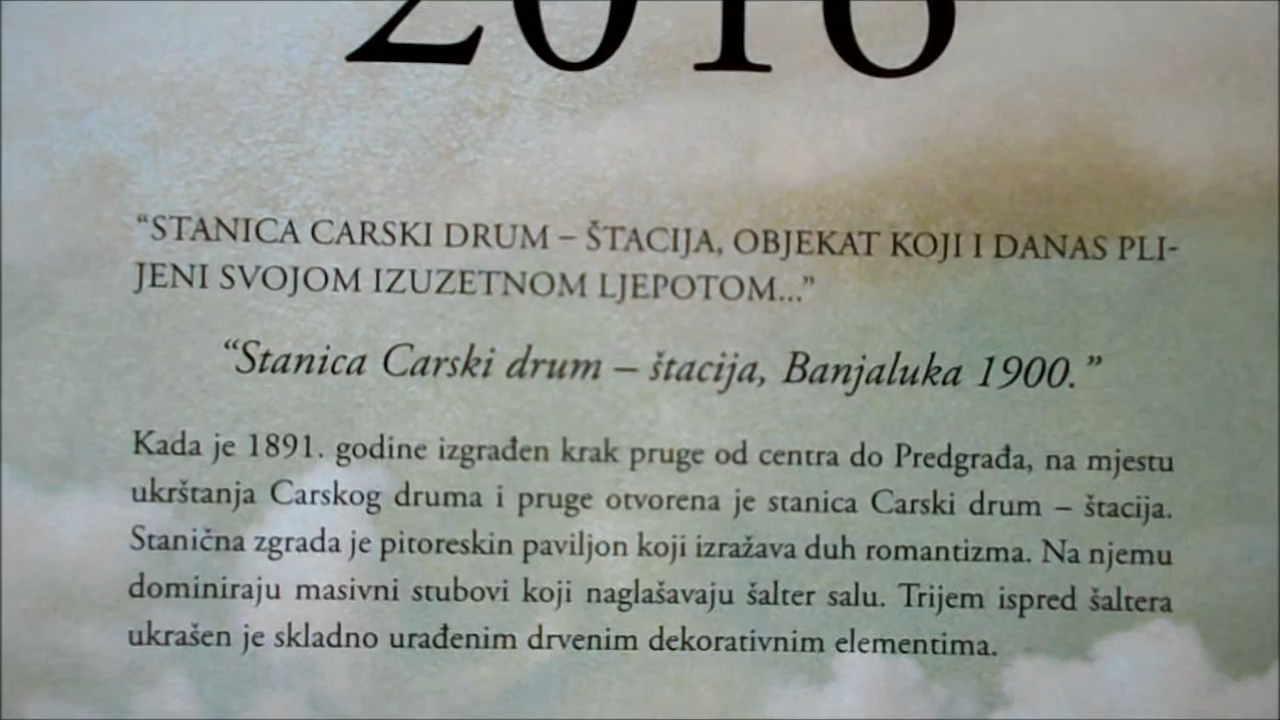 2016
“STANICA CARSKI DRUM – ŠTACIJA, OBJEKAT KOJI I DANAS PLI-
JENI SVOJOM IZUZETNOM LJEPOTOM...”
“Stanica Carski drum – štacija, Banjaluka 1900.”
Kada je 1891. godine izgrađen krak pruge od centra do Predgrađa, na mjestu
ukrštanja Carskog druma i pruge otvorena je stanica Carski drum – štacija.
Stanična zgrada je pitoreskin paviljon koji izražava duh romantizma. Na njemu
dominiraju masivni stubovi koji naglašavaju šalter salu. Trijem ispred šaltera
ukrašen je skladno urađenim drvenim dekorativnim elementima.